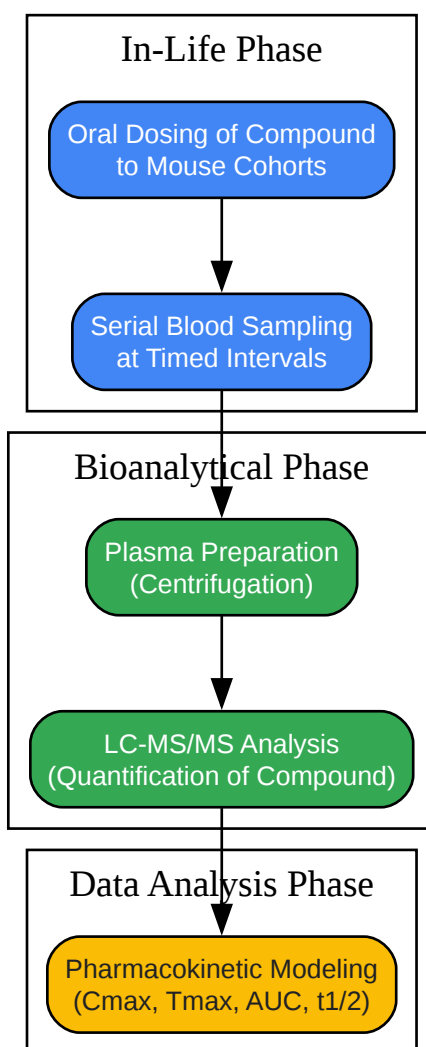 In-Life Phase
Oral Dosing of Compound
to Mouse Cohorts
Serial Blood Sampling
at Timed Intervals
Bioanalytical Phase
Plasma Preparation
(Centrifugation)
LC-MS/MS Analysis
(Quantification of Compound)
Data Analysis Phase
Pharmacokinetic Modeling
(Cmax, Tmax, AUC, t1/2)